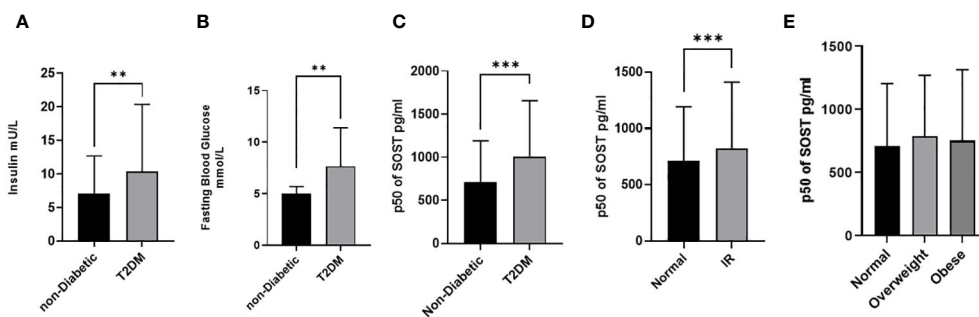 A
Insulin mU/L
25
20
15
10
5
0
**
non-Diabetic
T2DM
B
Fasting Blood Glucose
mmol/L
15
10
5
0
**
non-Diabetic
T2DM
C
p50 of SOST pg/ml
2000
1500
1000
500
0
***
Non-Diabetic
T2DM
D
p50 of SOST pg/ml
1500
1000
500
0
***
Normal
IR
E
p50 of SOST pg/ml
1500
1000
500
0
Normal
Overweight
Obese